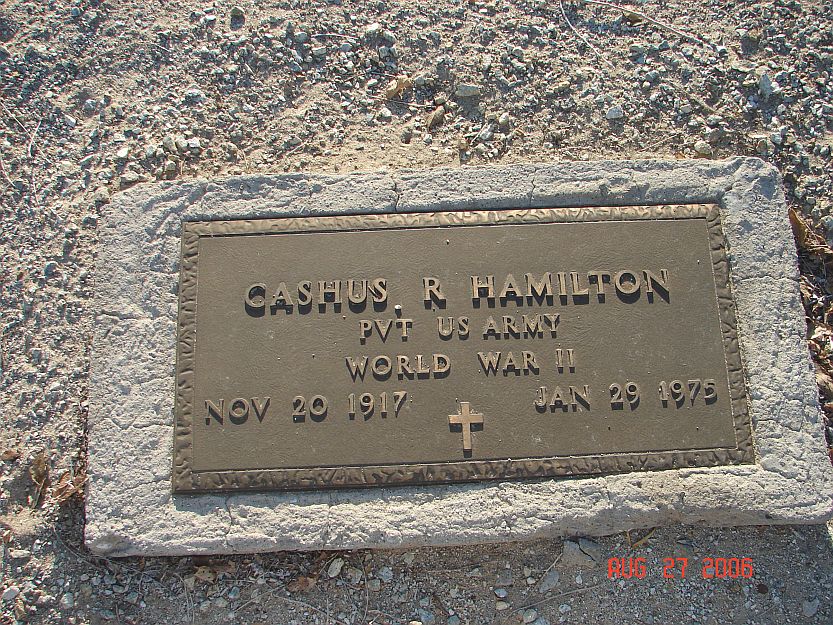 CASHUS R HAMILTON
PVT US ARMY
WORLD WAR II
NOV 20 1917 JAN 29 1975
AUG 27 2006